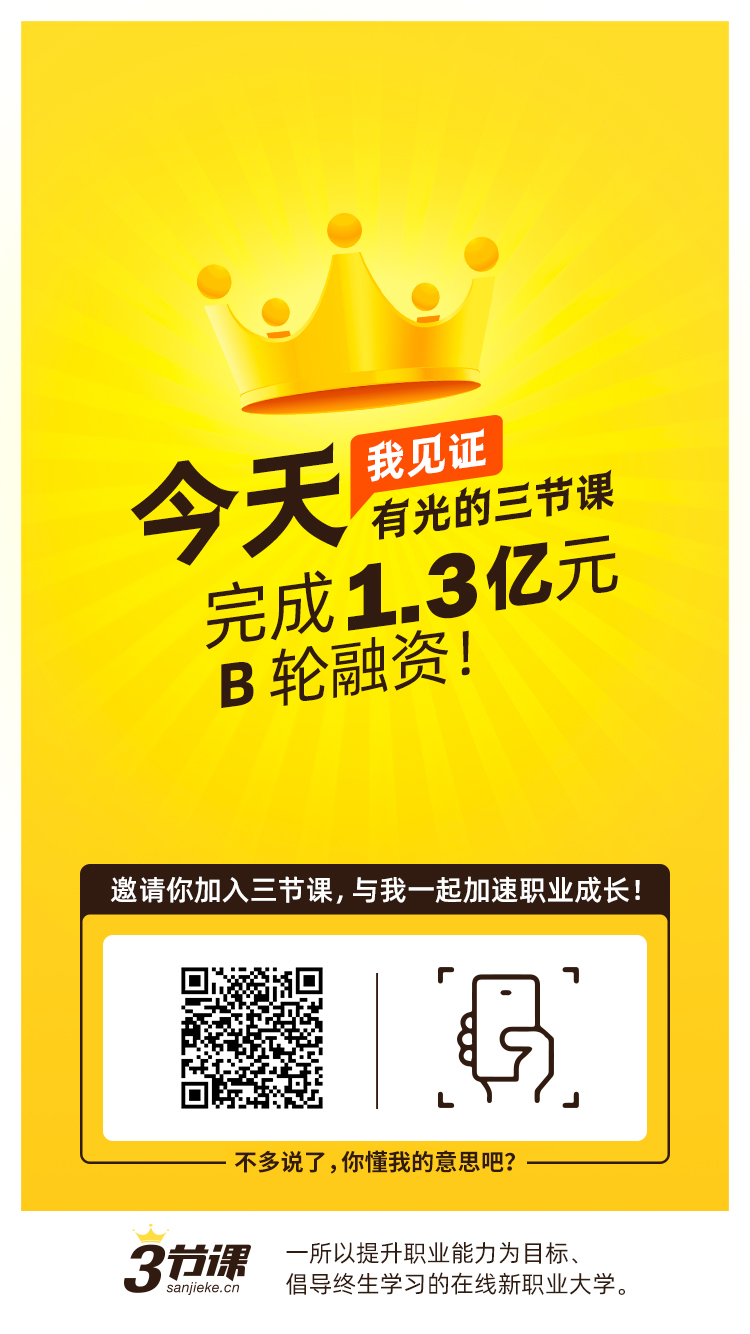 今天
我见证
有光的三节课
完成1.3亿元
B 轮融资!
邀请你加入三节课,与我一起加速职业成长!
不多说了,你懂我的意思吧?
3节课
sanjieke.cn
一所以提升职业能力为目标、
倡导终生学习的在线新职业大学。